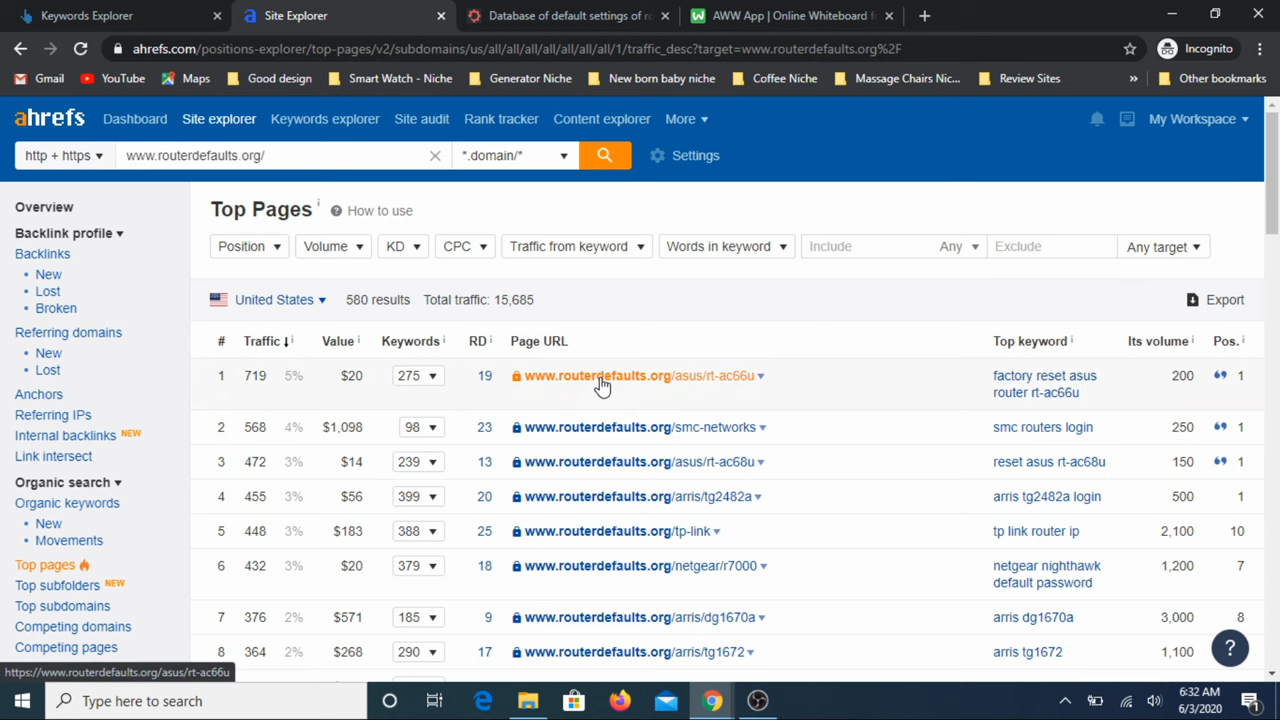 Keywords Explorer
Site Explorer
Database of default settings of ro
AWW App | Online Whiteboard f
ahrefs.com/positions-explorer/top-pages/v2/subdomains/us/all/all/all/all/all/all/all/1/traffic_desc?target=www.routerdefaults.org%2F
Incognito
Gmail YouTube Maps Good design Smart Watch - Niche Generator Niche New born baby niche Coffee Niche Massage Chairs Nic... Review Sites » Other bookmarks
ahrefs Dashboard Site explorer Keywords explorer Site audit Rank tracker Content explorer More My Workspace
http + https www.routerdefaults.org/ *.domain/* Settings
Overview
Backlink profile
Backlinks
New
Lost
Broken
Referring domains
New
Lost
Anchors
Referring IPs
Internal backlinks NEW
Link intersect
Organic search
Organic keywords
New
Movements
Top pages
Top subfolders NEW
Top subdomains
Competing domains
Competing pages
Top Pages i ? How to use
Position Volume KD CPC Traffic from keyword Words in keyword Include Any Exclude Any target
United States 580 results Total traffic: 15,685 Export
# Traffic Value Keywords RD Page URL Top keyword Its volume Pos.
1 719 5% $20 275 19 www.routerdefaults.org/asus/rt-ac66u factory reset asus 200 1
router rt-ac66u
2 568 4% $1,098 98 23 www.routerdefaults.org/smc-networks smc routers login 250 1
3 472 3% $14 239 13 www.routerdefaults.org/asus/rt-ac68u reset asus rt-ac68u 150 1
4 455 3% $56 399 20 www.routerdefaults.org/arris/tg2482a arris tg2482a login 500 1
5 448 3% $183 388 25 www.routerdefaults.org/tp-link tp link router ip 2,100 10
6 432 3% $20 379 18 www.routerdefaults.org/netgear/r7000 netgear nighthawk 1,200 7
default password
7 376 2% $571 185 9 www.routerdefaults.org/arris/dg1670a arris dg1670a 3,000 8
8 364 2% $268 290 17 www.routerdefaults.org/arris/tg1672 arris tg1672 1,100 8
?
https://www.routerdefaults.org/asus/rt-ac66u
Type here to search
6:32 AM
6/3/2020
1